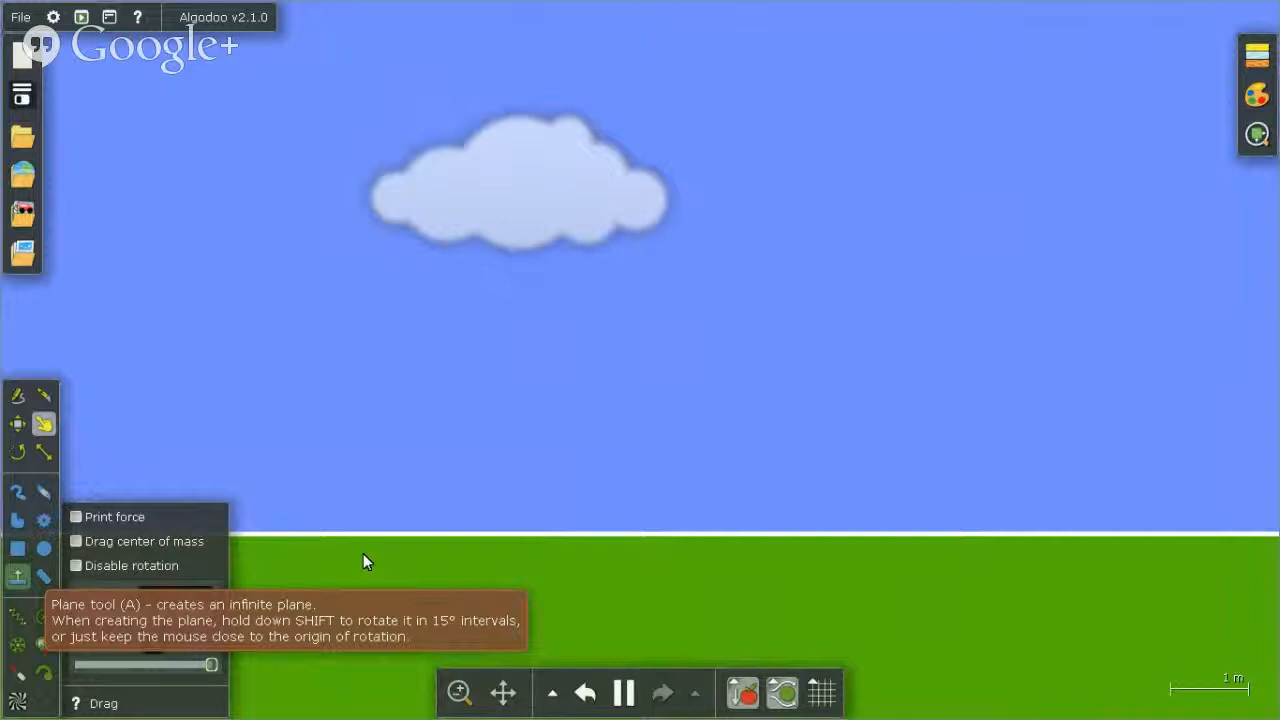 File
?
Algodoo v2.1.0
Google+
Print force
Drag center of mass
Disable rotation
Plane tool (A) - creates an infinite plane.
When creating the plane, hold down SHIFT to rotate it in 15° intervals,
or just keep the mouse close to the origin of rotation.
1 m
? Drag